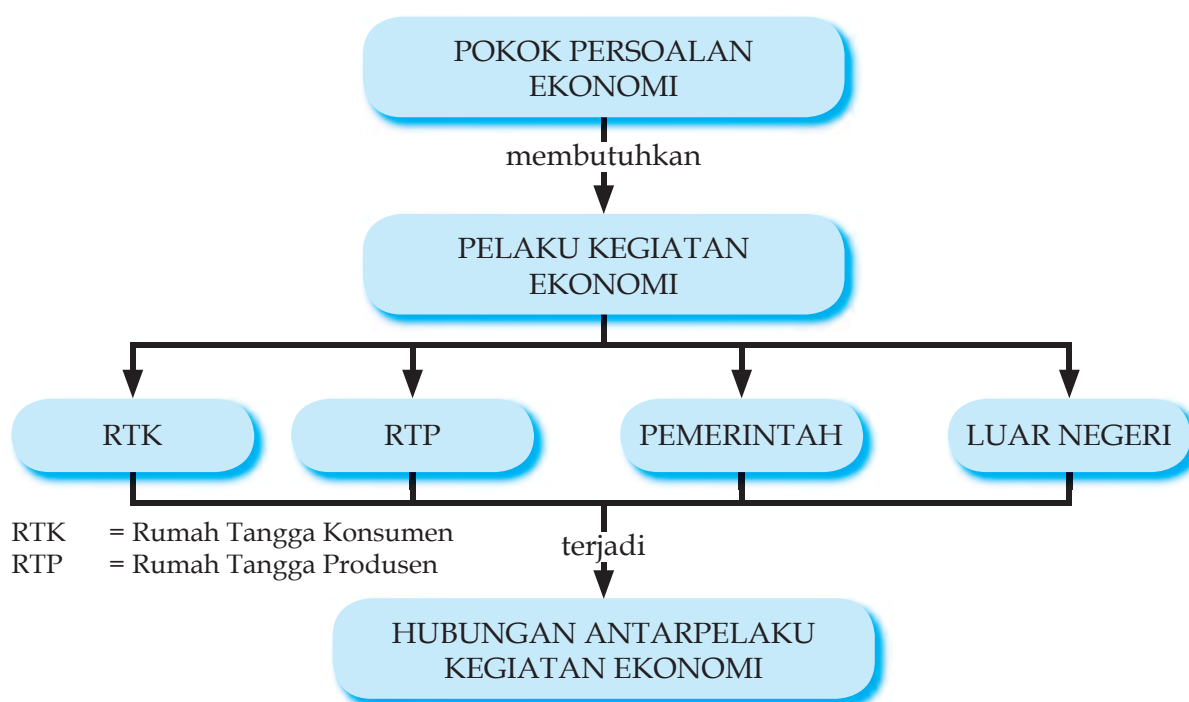 POKOK PERSOALAN
EKONOMI
membutuhkan
PELAKU KEGIATAN
EKONOMI
RTK
RTP
PEMERINTAH
LUAR NEGERI
RTK = Rumah Tangga Konsumen
RTP = Rumah Tangga Produsen
terjadi
HUBUNGAN ANTARPELAKU
KEGIATAN EKONOMI